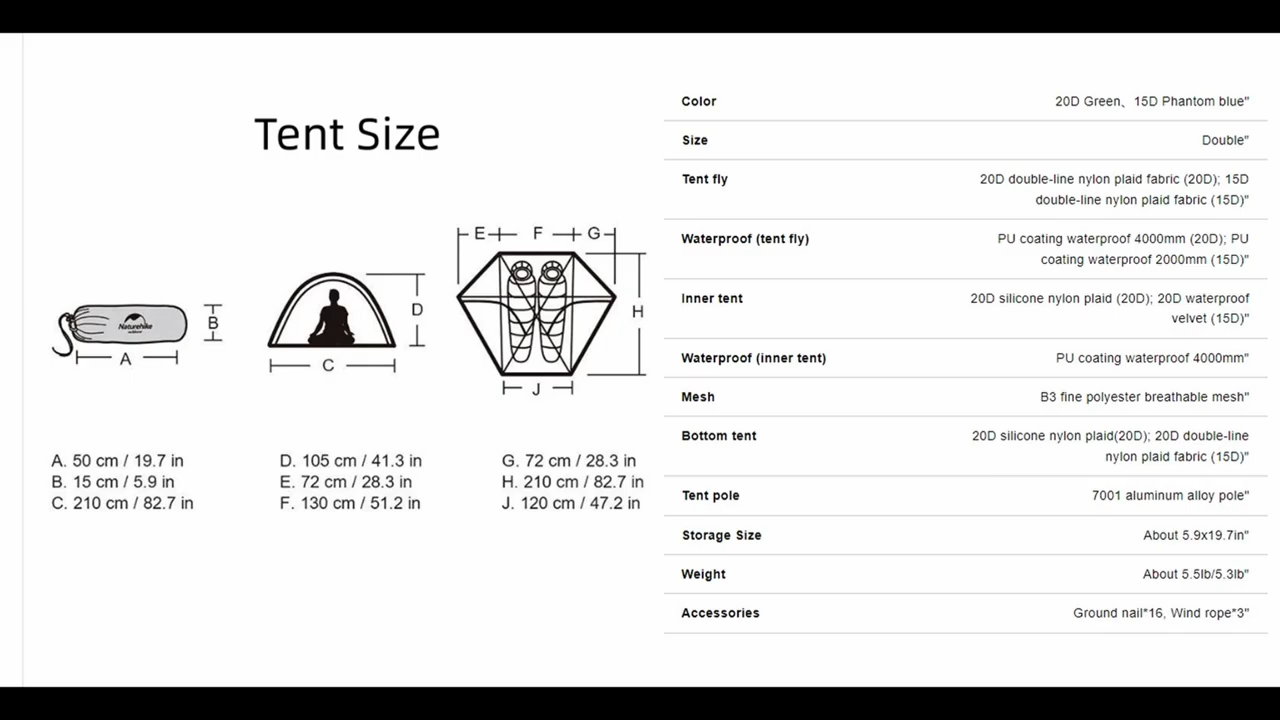 Tent Size
E
F
G
D
H
B
A
C
J
Naturehike
A. 50 cm / 19.7 in
B. 15 cm / 5.9 in
C. 210 cm / 82.7 in
D. 105 cm / 41.3 in
E. 72 cm / 28.3 in
F. 130 cm / 51.2 in
G. 72 cm / 28.3 in
H. 210 cm / 82.7 in
J. 120 cm / 47.2 in
Color 20D Green、15D Phantom blue"
Size Double"
Tent fly 20D double-line nylon plaid fabric (20D); 15D
double-line nylon plaid fabric (15D)"
Waterproof (tent fly) PU coating waterproof 4000mm (20D); PU
coating waterproof 2000mm (15D)"
Inner tent 20D silicone nylon plaid (20D); 20D waterproof
velvet (15D)"
Waterproof (inner tent) PU coating waterproof 4000mm"
Mesh B3 fine polyester breathable mesh"
Bottom tent 20D silicone nylon plaid(20D); 20D double-line
nylon plaid fabric (15D)"
Tent pole 7001 aluminum alloy pole"
Storage Size About 5.9x19.7in"
Weight About 5.5lb/5.3lb"
Accessories Ground nail*16, Wind rope*3"